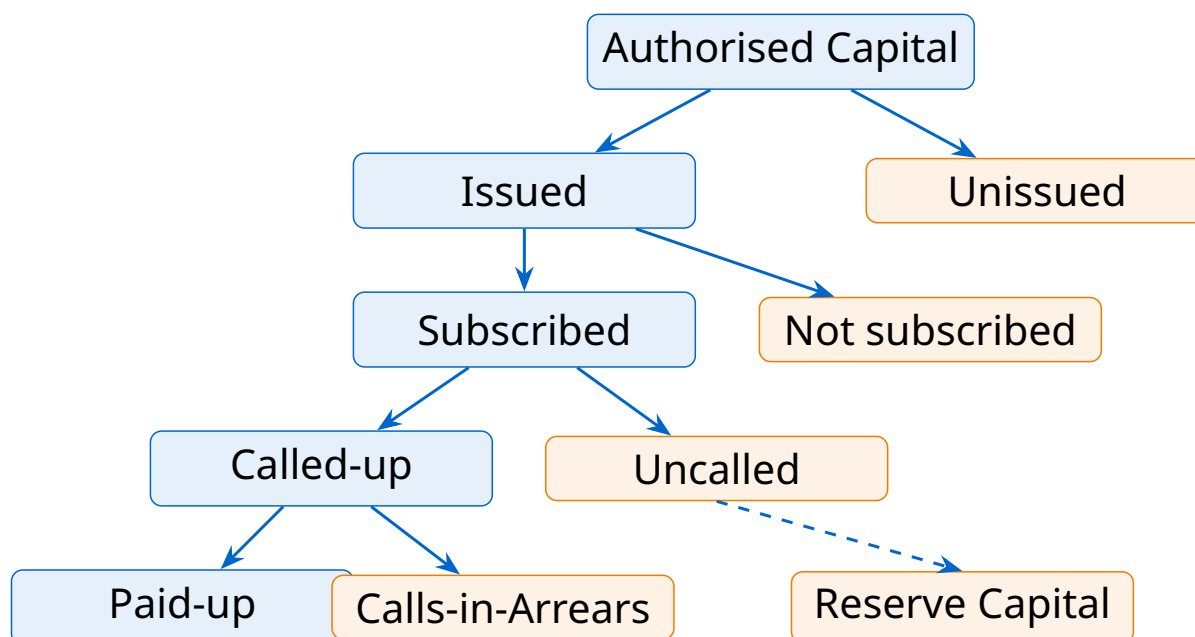 Authorised Capital
Issued
Unissued
Subscribed
Not subscribed
Called-up
Uncalled
Paid-up
Calls-in-Arrears
Reserve Capital